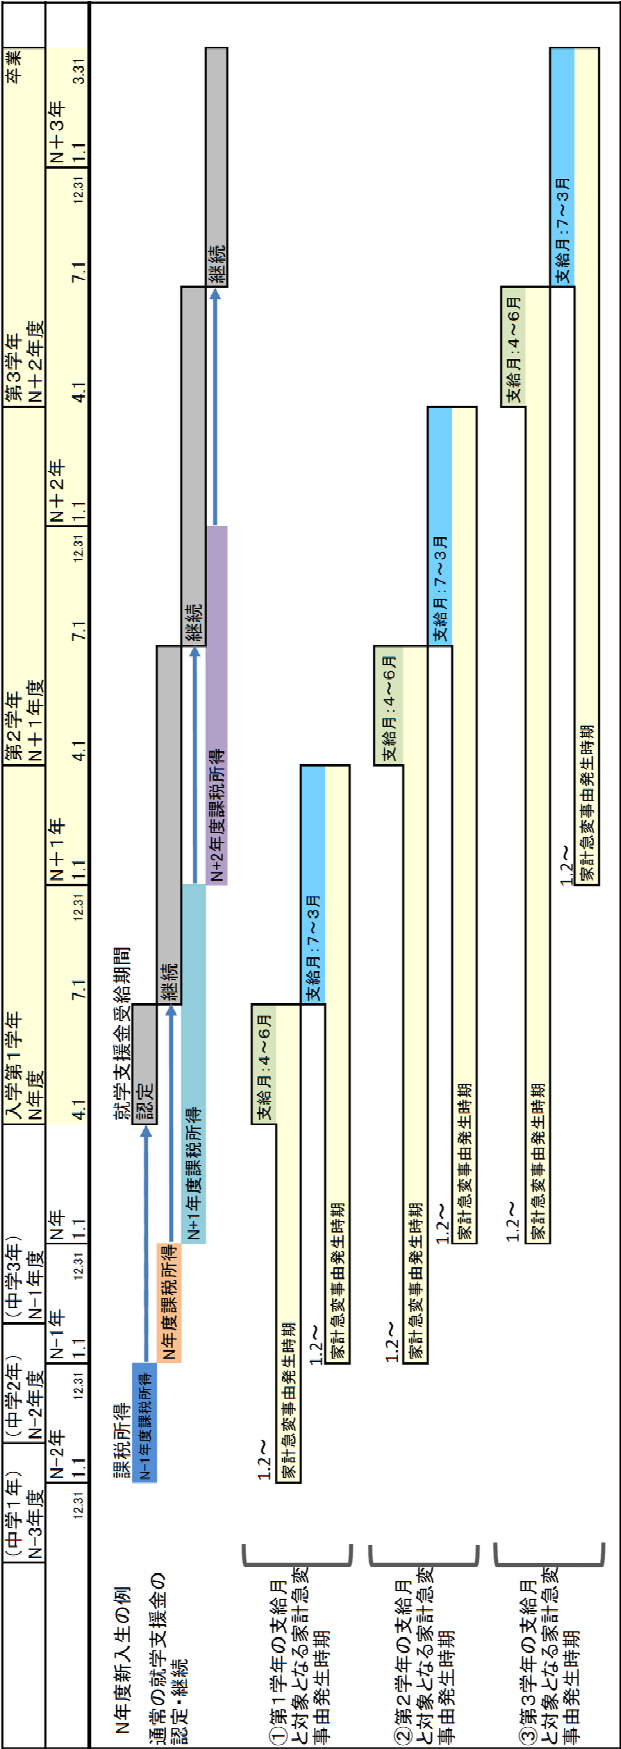 （中学1年）
（中学2年）
（中学3年）
入学第1学年
第2学年
第3学年
卒業
N-3年度
N-2年度
N-1年度
N年度
N＋1年度
N＋2年度
N-2年
N-1年
N年
N＋1年
N＋2年
N＋3年
12.31
1.1
12.31
1.1
12.31
1.1
4.1
7.1
12.31
1.1
4.1
7.1
12.31
1.1
4.1
7.1
12.31
1.1
3.31
N年度新入生の例
課税所得
就学支援金受給期間
通常の就学支援金の
認定・継続
N-1年度課税所得
認定
N年度課税所得
継続
N+1年度課税所得
継続
N+2年度課税所得
継続
①第1学年の支給月
と対象となる家計急変
事由発生時期
支給月：4～6月
1.2～
家計急変事由発生時期
支給月：7～3月
1.2～
家計急変事由発生時期
②第2学年の支給月
と対象となる家計急変
事由発生時期
支給月：4～6月
1.2～
家計急変事由発生時期
支給月：7～3月
1.2～
家計急変事由発生時期
③第3学年の支給月
と対象となる家計急変
事由発生時期
支給月：4～6月
1.2～
家計急変事由発生時期
支給月：7～3月
1.2～
家計急変事由発生時期